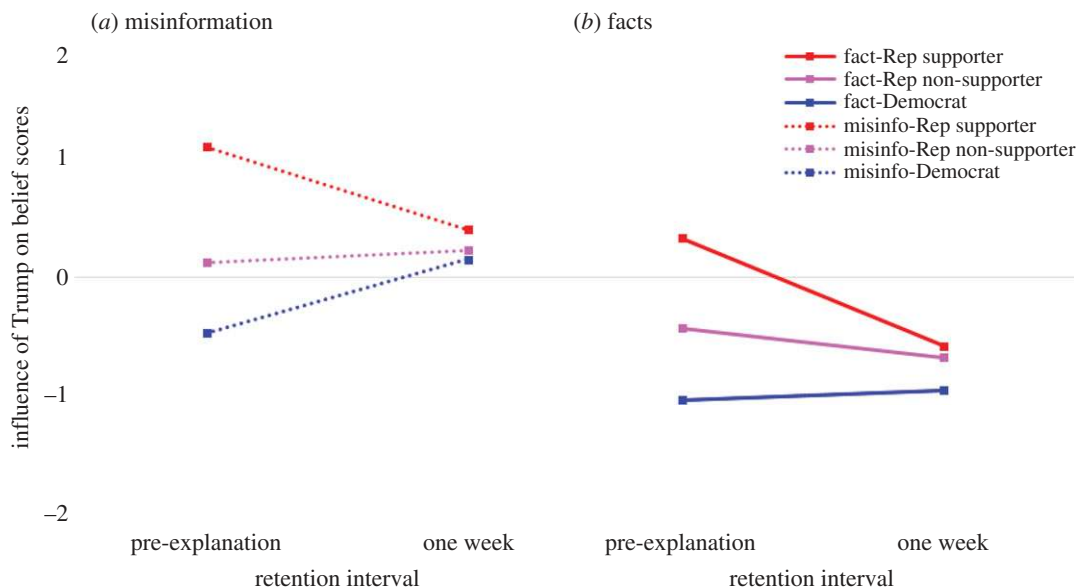 (a) misinformation
(b) facts
influence of Trump on belief scores
2
1
0
–1
–2
fact-Rep supporter
fact-Rep non-supporter
fact-Democrat
misinfo-Rep supporter
misinfo-Rep non-supporter
misinfo-Democrat
pre-explanation one week pre-explanation one week
retention interval retention interval